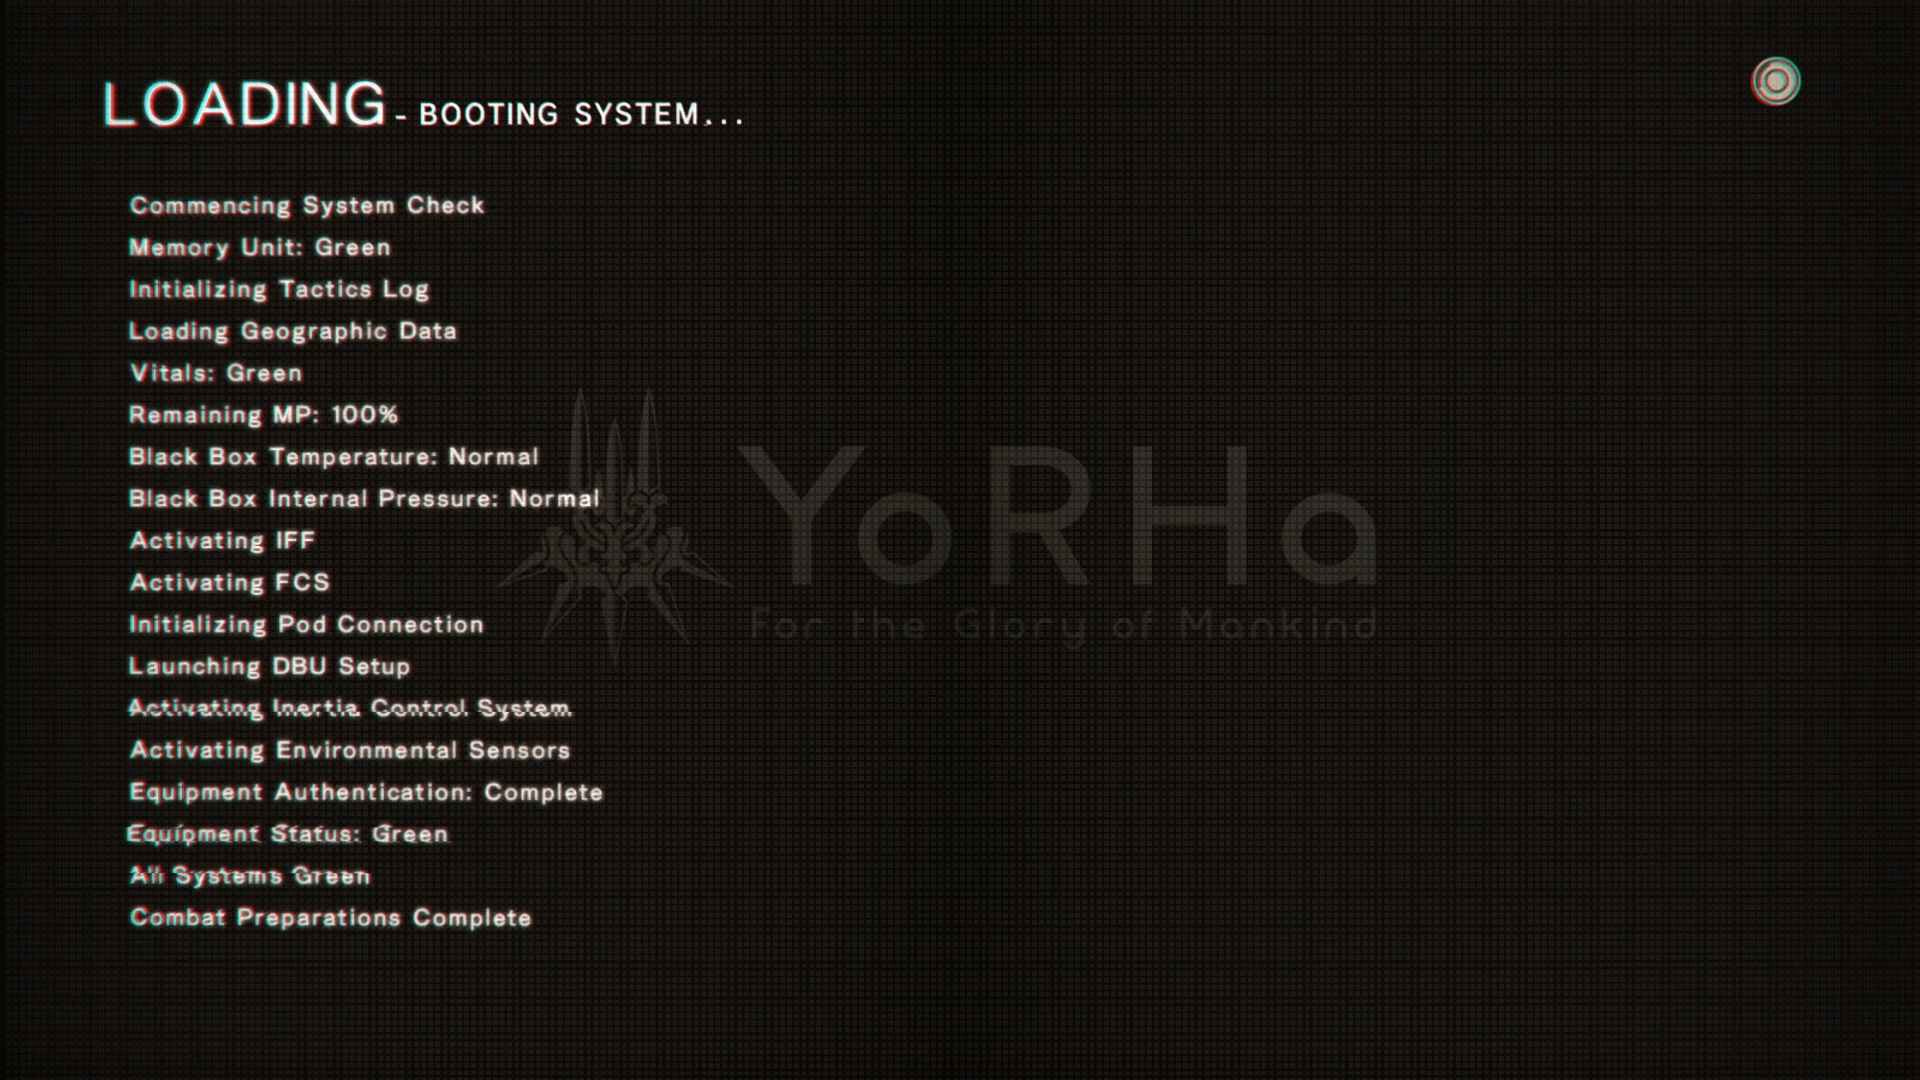 LOADING - BOOTING SYSTEM...
Commencing System Check
Memory Unit: Green
Initializing Tactics Log
Loading Geographic Data
Vitals: Green
Remaining MP: 100%
Black Box Temperature: Normal
Black Box Internal Pressure: Normal
Activating IFF
Activating FCS
Initializing Pod Connection
Launching DBU Setup
Activating Inertia Control System
Activating Environmental Sensors
Equipment Authentication: Complete
Equipment Status: Green
All Systems Green
Combat Preparations Complete
YoRHa
For the Glory of Mankind